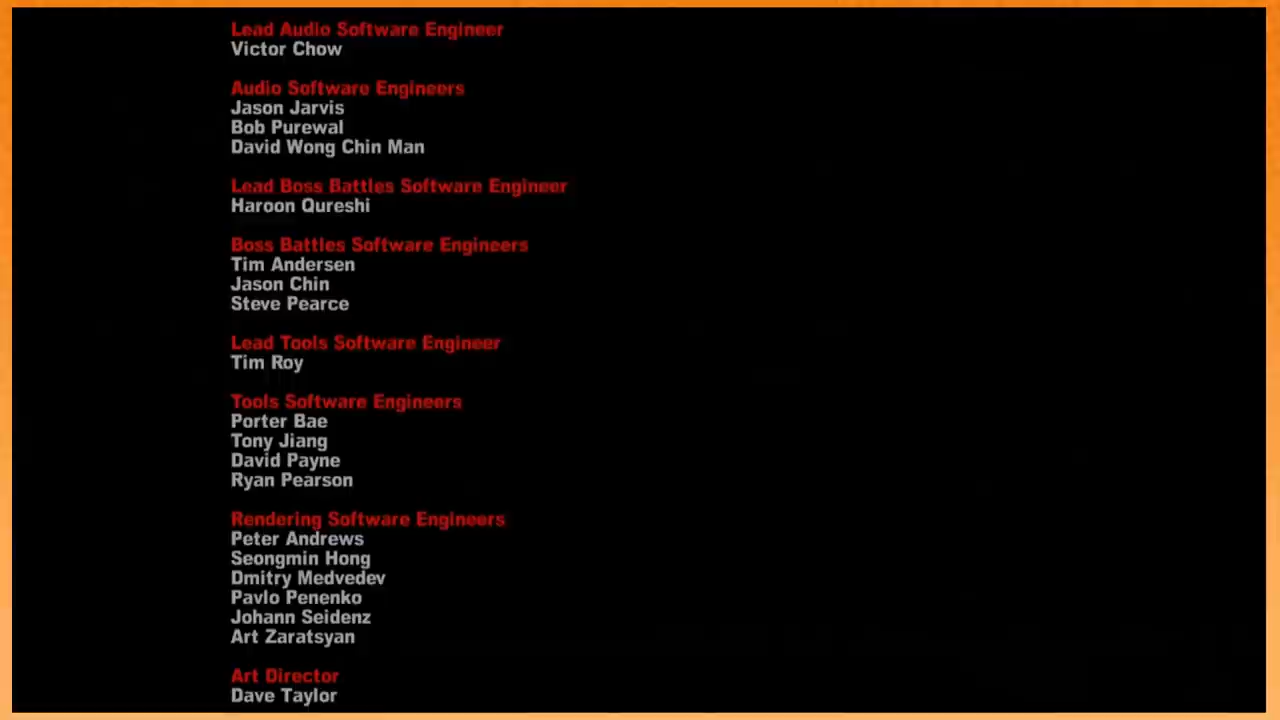 Lead Audio Software Engineer
Victor Chow
Audio Software Engineers
Jason Jarvis
Bob Purewal
David Wong Chin Man
Lead Boss Battles Software Engineer
Haroon Qureshi
Boss Battles Software Engineers
Tim Andersen
Jason Chin
Steve Pearce
Lead Tools Software Engineer
Tim Roy
Tools Software Engineers
Porter Bae
Tony Jiang
David Payne
Ryan Pearson
Rendering Software Engineers
Peter Andrews
Seongmin Hong
Dmitry Medvedev
Pavlo Penenko
Johann Seidenz
Art Zaratsyan
Art Director
Dave Taylor